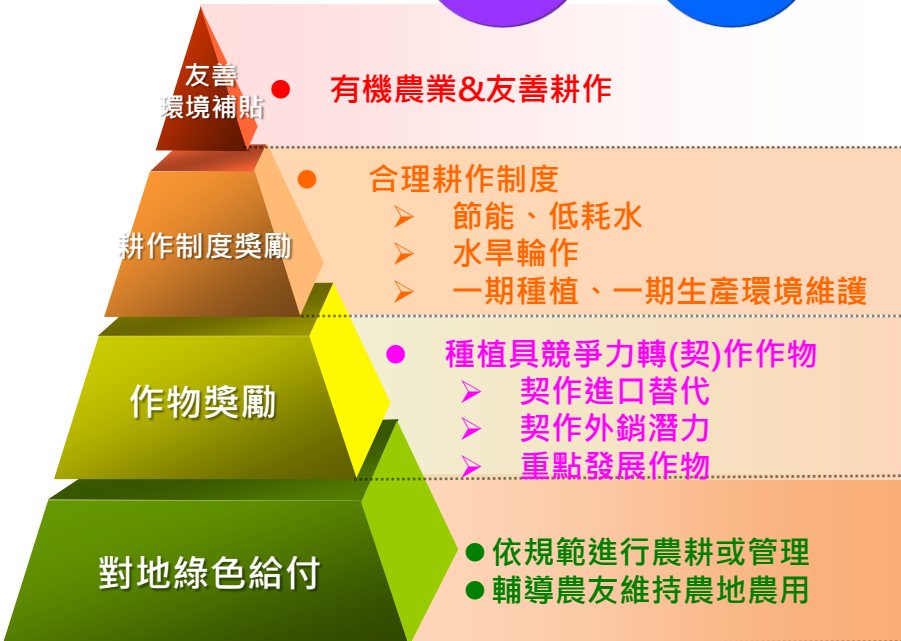 友善
環境補貼
● 有機農業&友善耕作
耕作制度獎勵
● 合理耕作制度
➢ 節能、低耗水
➢ 水旱輪作
➢ 一期種植、一期生產環境維護
作物獎勵
● 種植具競爭力轉(契)作作物
➢ 契作進口替代
➢ 契作外銷潛力
➢ 重點發展作物
對地綠色給付
● 依規範進行農耕或管理
● 輔導農友維持農地農用